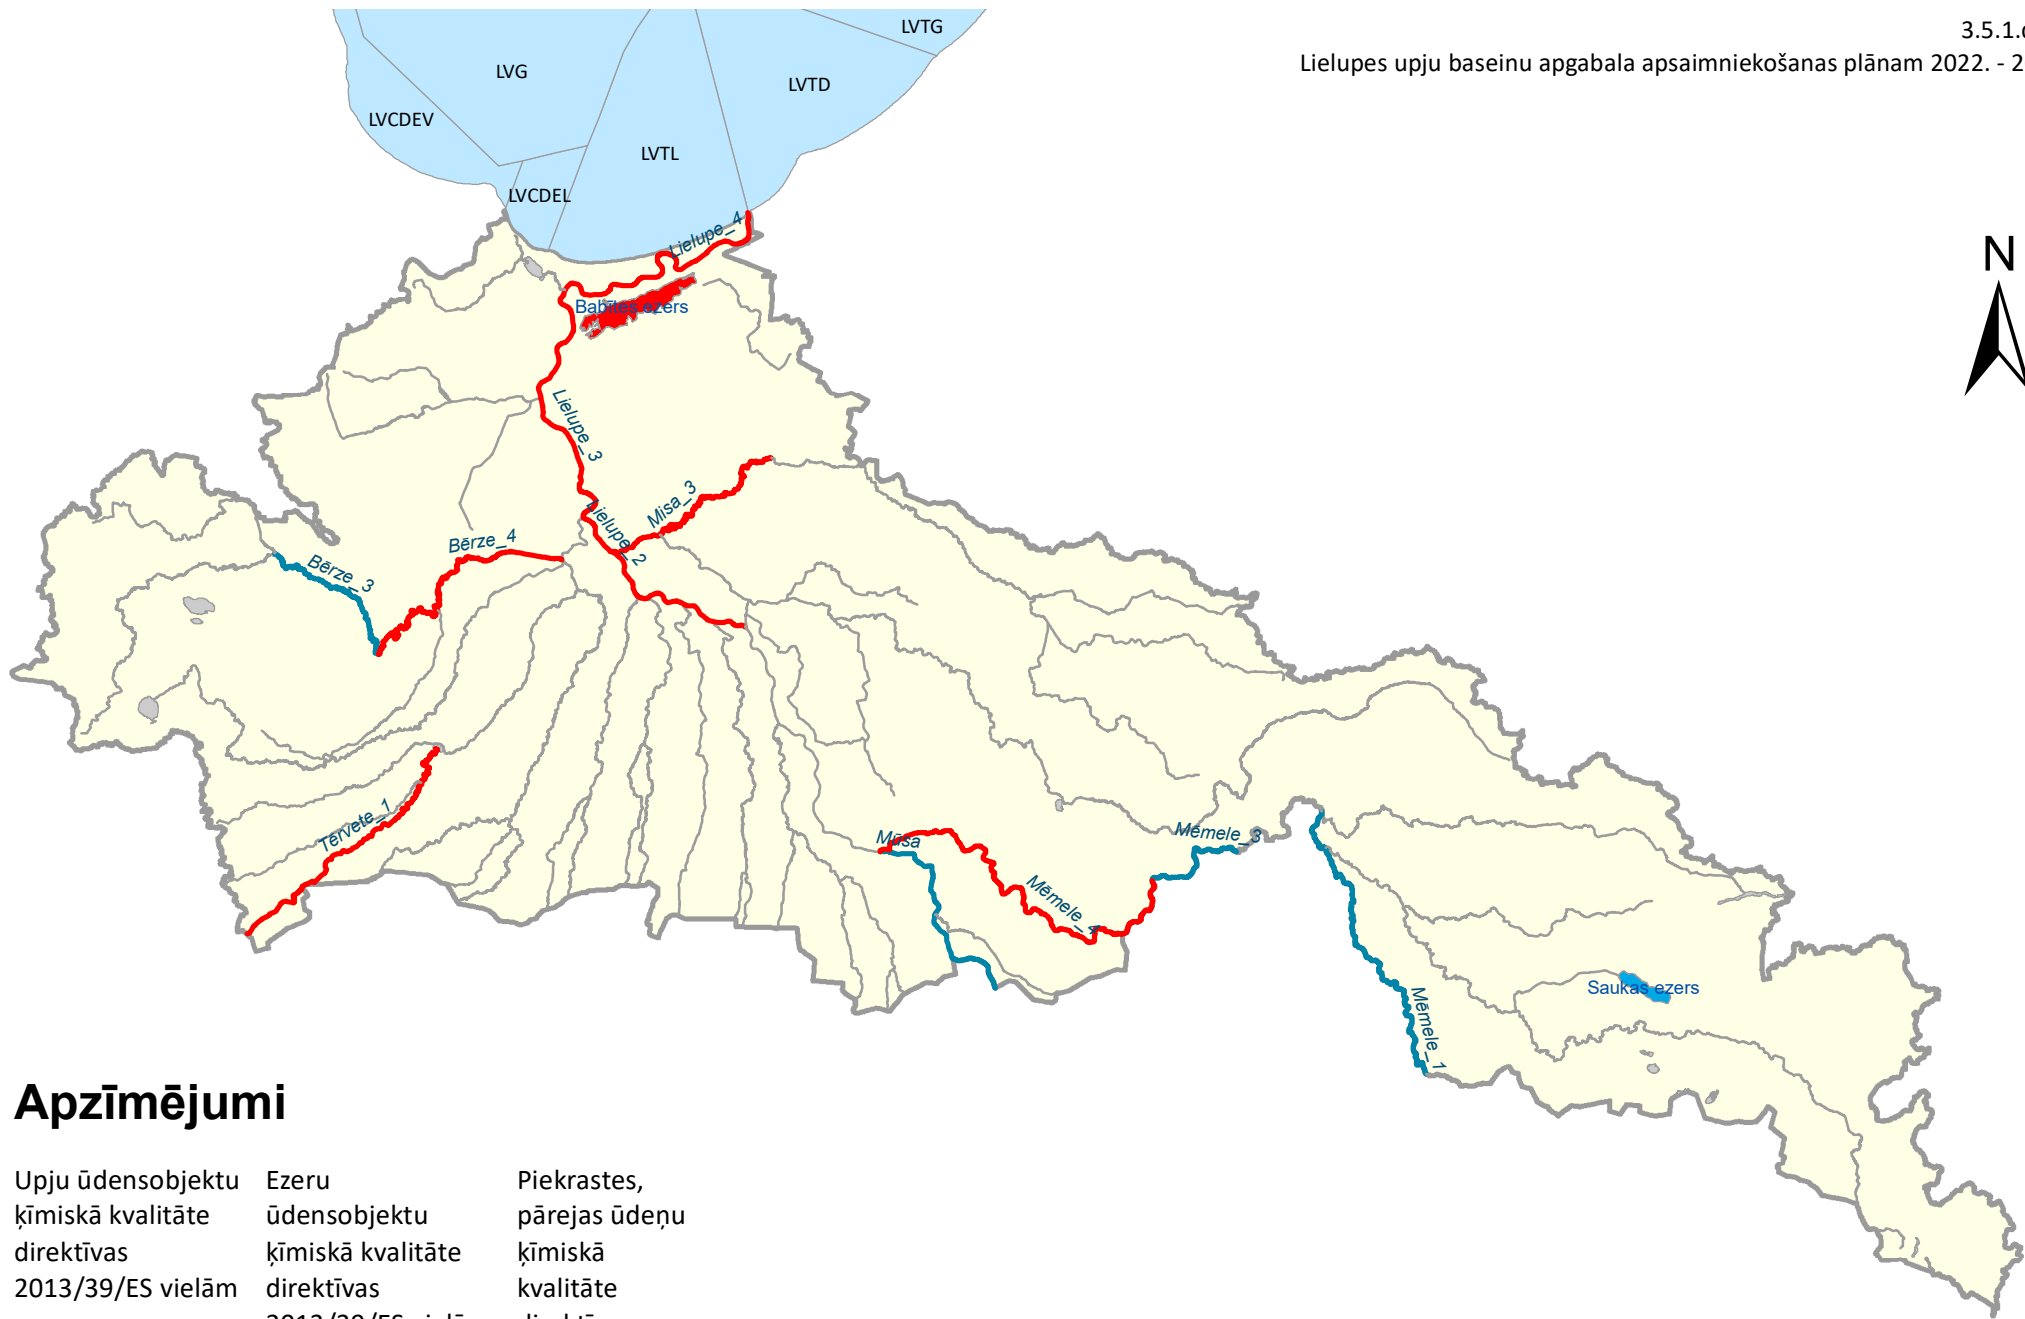 3.5.1.
Lielupes upju baseinu apgabala apsaimniekošanas plānam 2022. - 2
LVTG
LVG
LVTD
LVCDEV
LVTL
LVCDEL
Lielupe_4
N
Babītes ezers
Lielupe_3
Misa_3
Lielupe_2
Bērze_4
Bērze_3
Tērvete_1
Mūsa
Mēmele_3
Mēmele_4
Saukas ezers
Mēmele_1
Apzīmējumi
Upju ūdensobjektu
ķīmiskā kvalitāte
direktīvas
2013/39/ES vielām
Ezeru
ūdensobjektu
ķīmiskā kvalitāte
direktīvas
Piekrastes,
pārejas ūdeņu
ķīmiskā
kvalitāte